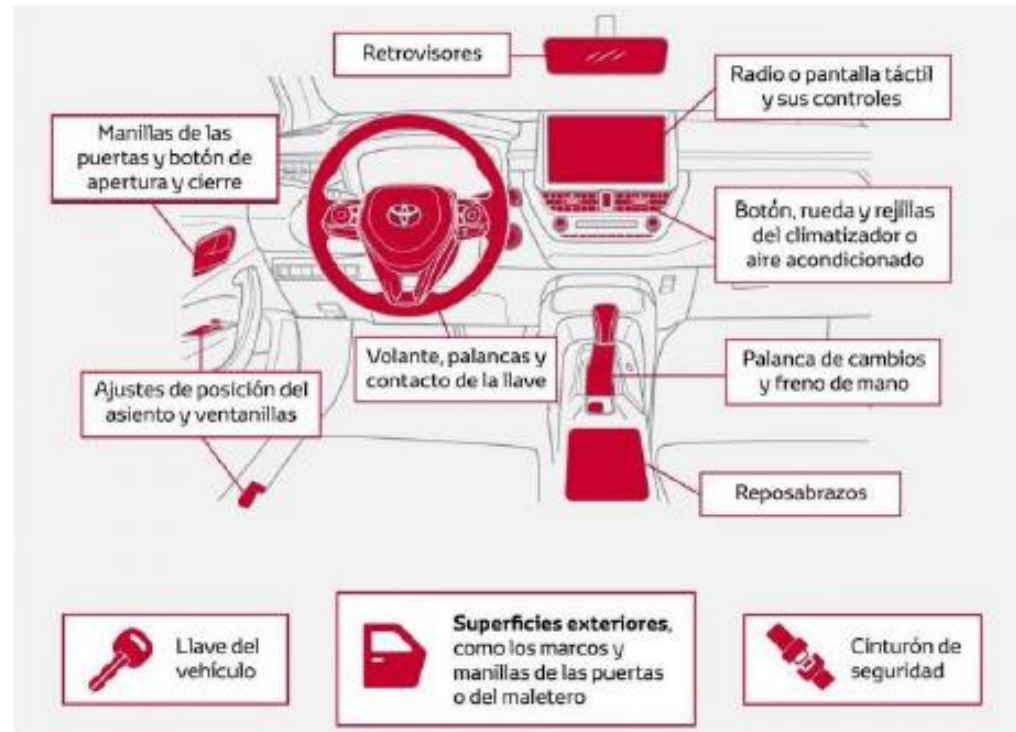 Retrovisores
Radio o pantalla táctil
y sus controles
Manillas de las
puertas y botón de
apertura y cierre
Botón, rueda y rejillas
del climatizador o
aire acondicionado
Volante, palancas y
contacto de la llave
Palanca de cambios
y freno de mano
Ajustes de posición del
asiento y ventanillas
Reposabrazos
Llave del
vehículo
Superficies exteriores,
como los marcos y
manillas de las puertas
o del maletero
Cinturón de
seguridad